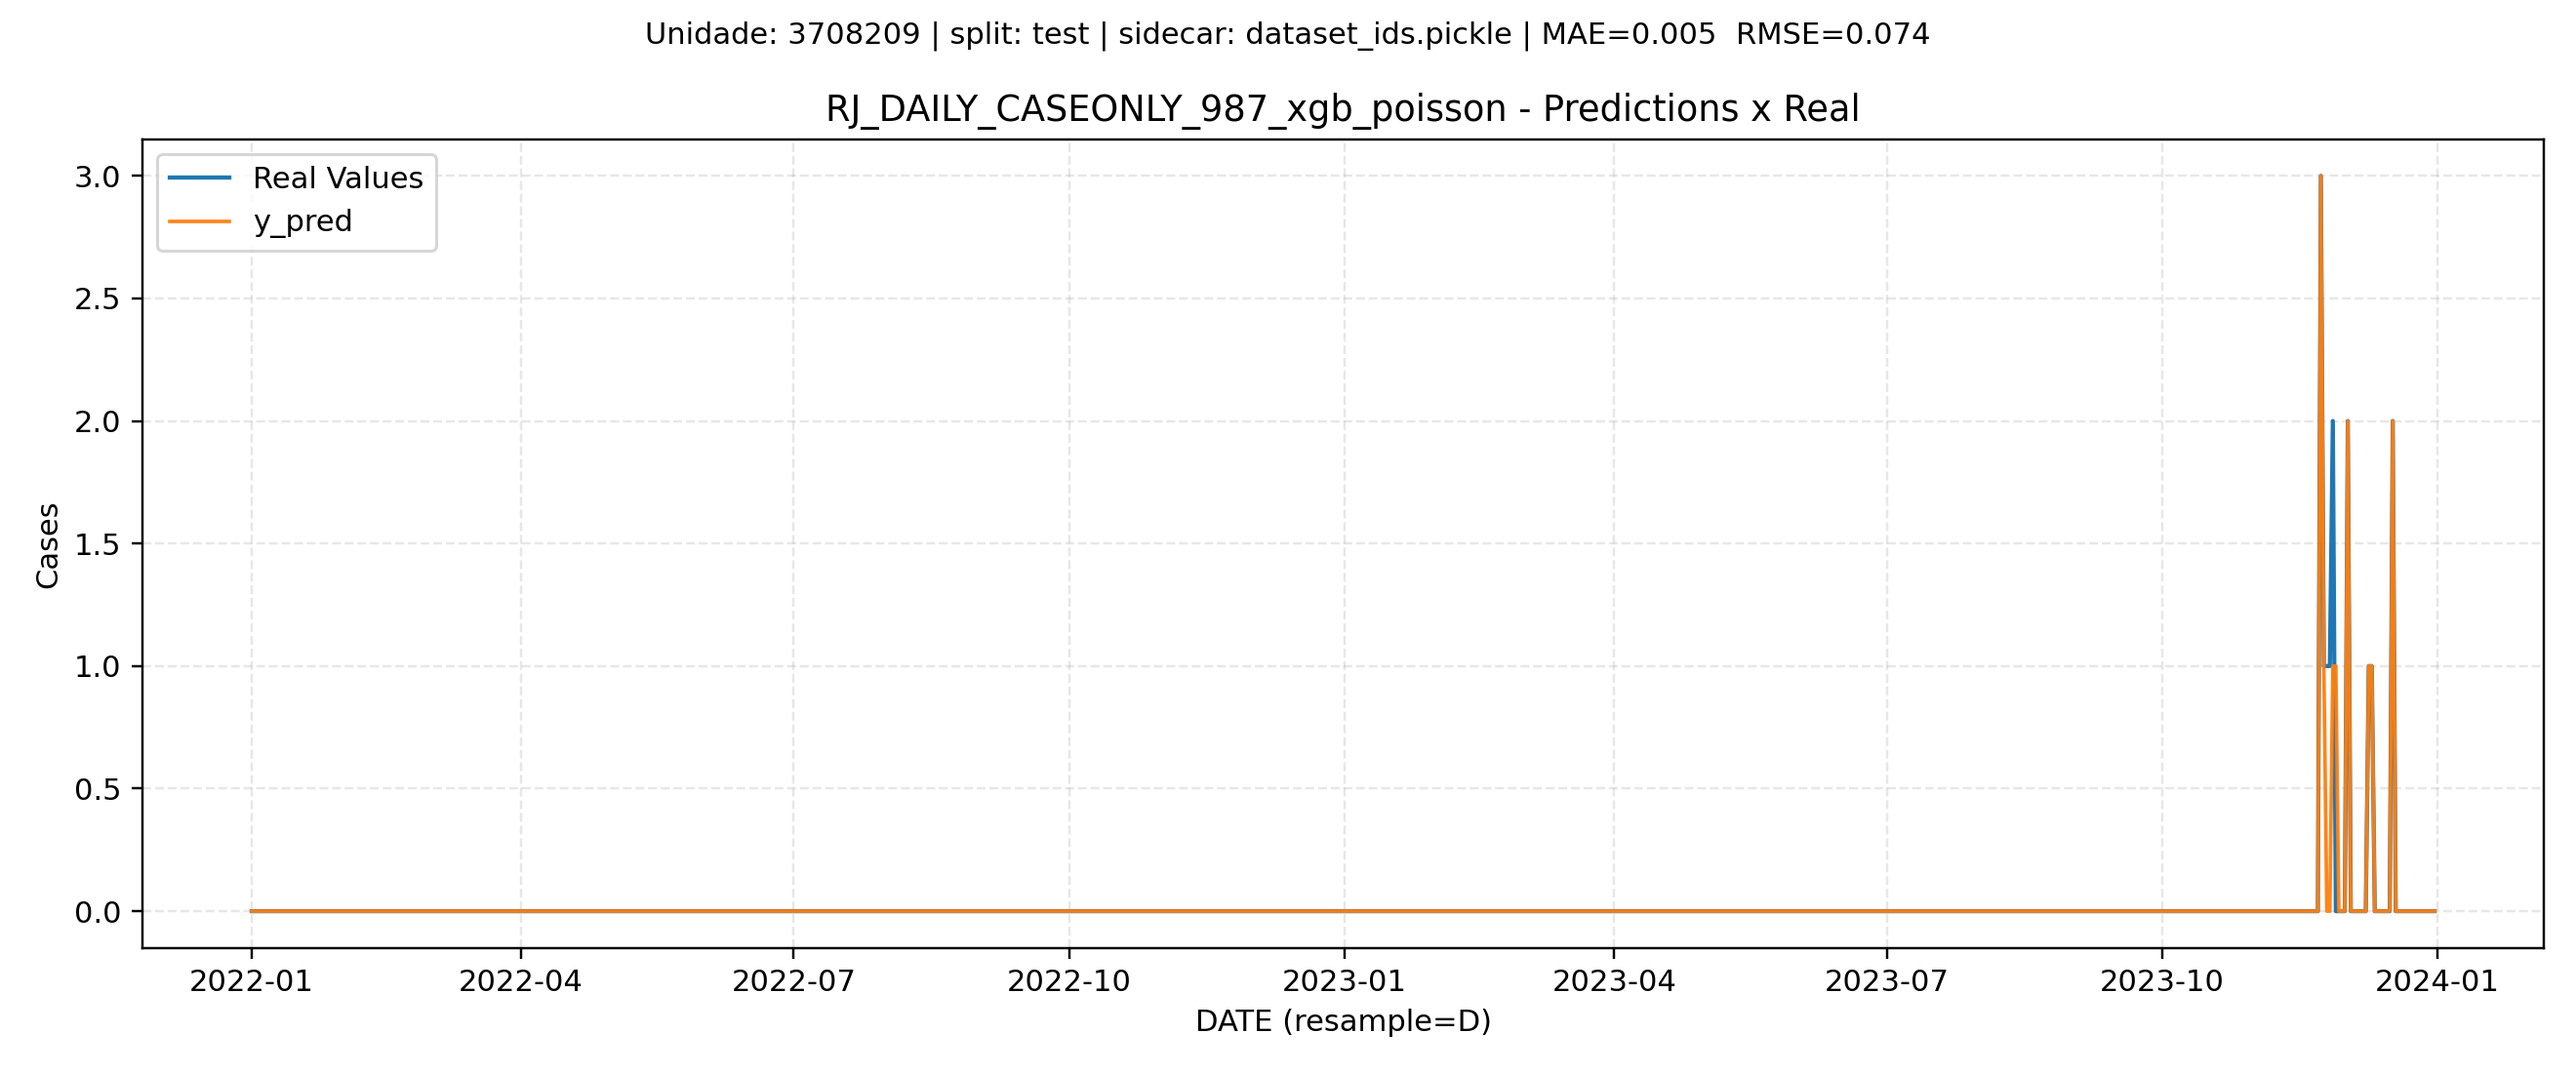 Unidade: 3708209 | split: test | sidecar: dataset_ids.pickle | MAE=0.005  RMSE=0.074
RJ_DAILY_CASEONLY_987_xgb_poisson - Predictions x Real
Real Values
y_pred
3.0
2.5
2.0
1.5
1.0
0.5
0.0
Cases
2022-01
2022-04
2022-07
2022-10
2023-01
2023-04
2023-07
2023-10
2024-01
DATE (resample=D)